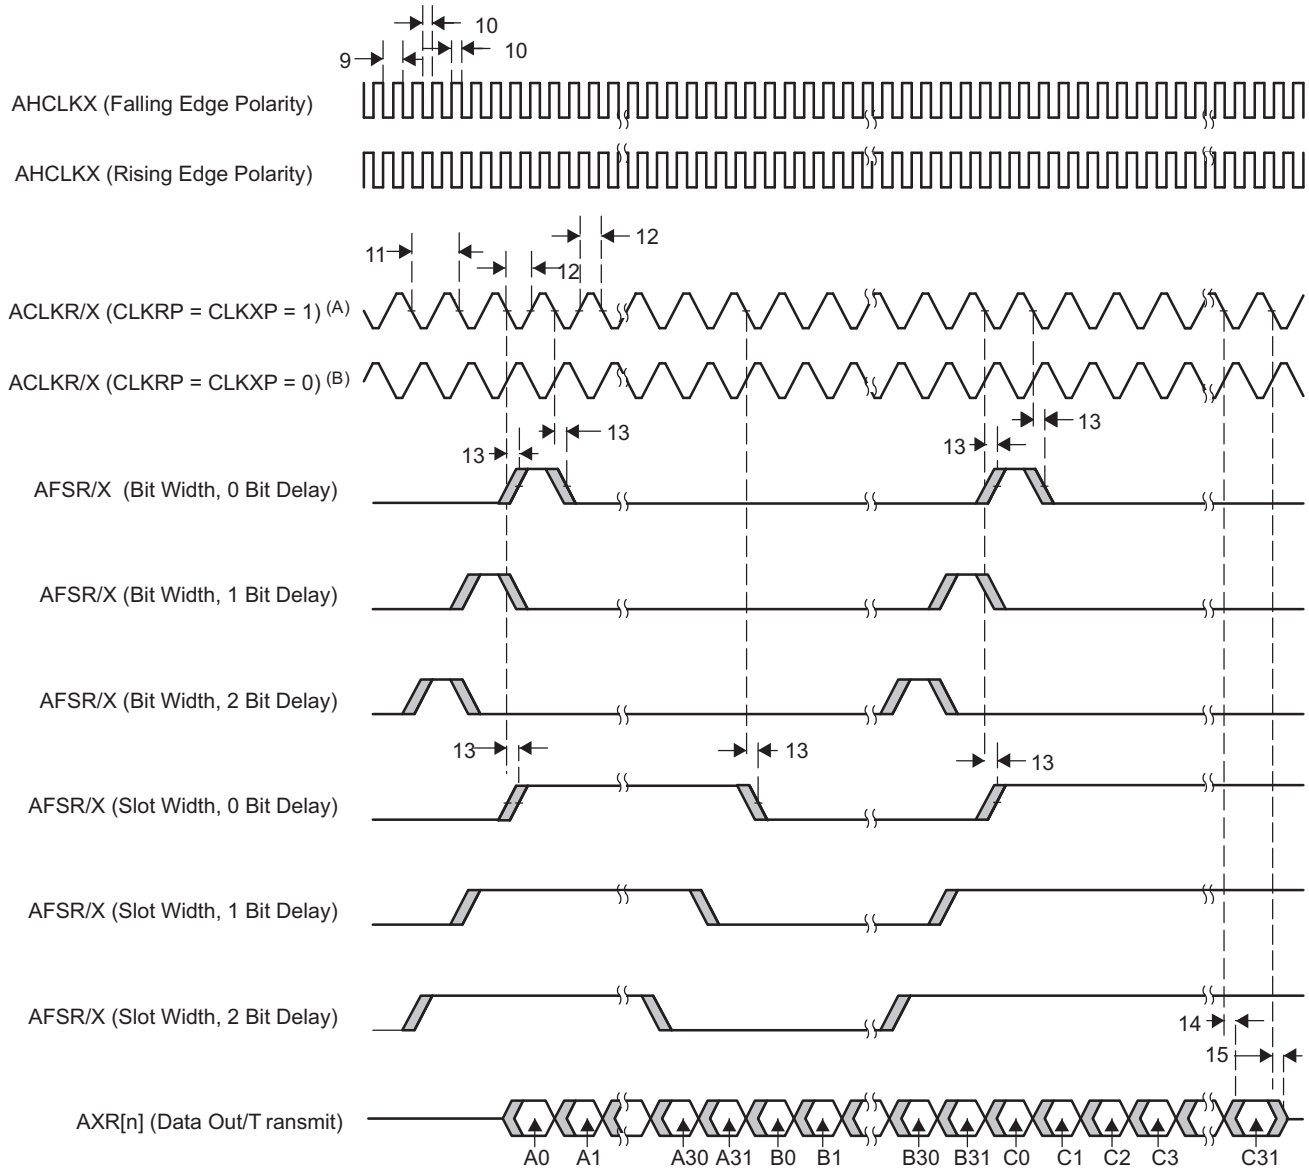 10
9
10
AHCLKX (Falling Edge Polarity)
AHCLKX (Rising Edge Polarity)
12
11
12
ACLKR/X (CLKRP = CLKXP = 1) (A)
ACLKR/X (CLKRP = CLKXP = 0) (B)
13
13
13
13
AFSR/X (Bit Width, 0 Bit Delay)
AFSR/X (Bit Width, 1 Bit Delay)
AFSR/X (Bit Width, 2 Bit Delay)
13
13
13
AFSR/X (Slot Width, 0 Bit Delay)
AFSR/X (Slot Width, 1 Bit Delay)
AFSR/X (Slot Width, 2 Bit Delay)
14
15
AXR[n] (Data Out/T ransmit)
A0 A1 A30 A31 B0 B1 B30 B31 C0 C1 C2 C3 C31